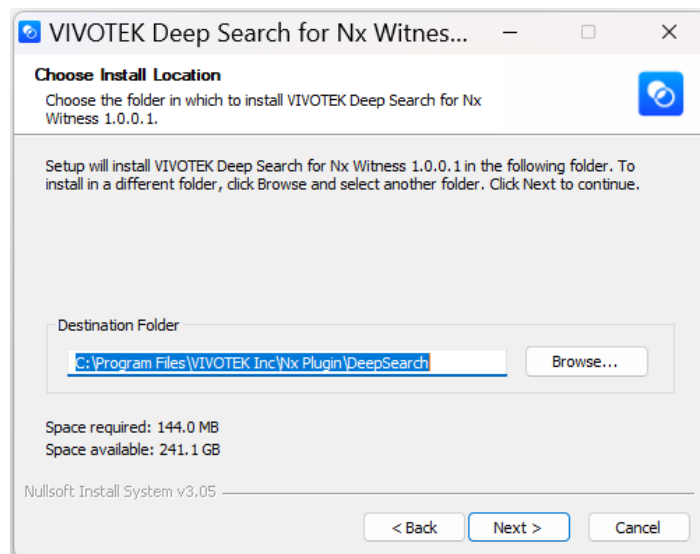 VIVOTEK Deep Search for Nx Witnes...
Choose Install Location
Choose the folder in which to install VIVOTEK Deep Search for Nx
Witness 1.0.0.1.
Setup will install VIVOTEK Deep Search for Nx Witness 1.0.0.1 in the following folder. To
install in a different folder, click Browse and select another folder. Click Next to continue.
Destination Folder
C:\Program Files\VIVOTEK Inc\Nx Plugin\DeepSearch
Browse...
Space required: 144.0 MB
Space available: 241.1 GB
Nullsoft Install System v3.05
< Back
Next >
Cancel